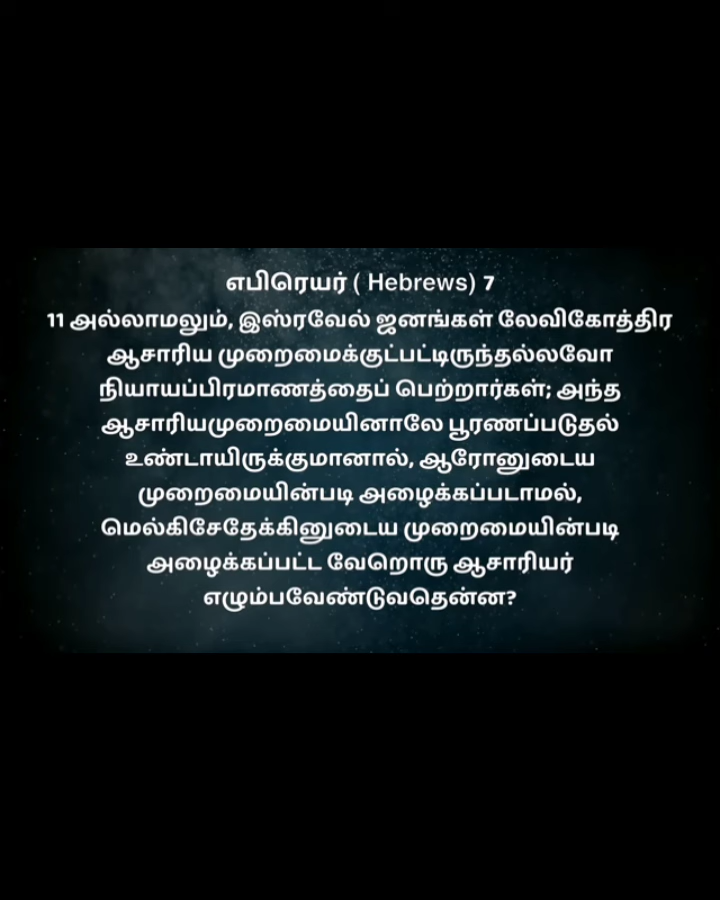 எபிரெயர் ( Hebrews) 7
11 அல்லாமலும், இஸ்ரவேல் ஜனங்கள் லேவிகோத்திர
ஆசாரிய முறைமைக்குட்பட்டிருந்தல்லவோ
நியாயப்பிரமாணத்தைப் பெற்றார்கள்; அந்த
ஆசாரியமுறைமையினாலே பூரணப்படுதல்
உண்டாயிருக்குமானால், ஆரோனுடைய
முறைமையின்படி அழைக்கப்படாமல்,
மெல்கிசேதேக்கினுடைய முறைமையின்படி
அழைக்கப்பட்ட வேறொரு ஆசாரியர்
எழும்பவேண்டுவதென்ன?